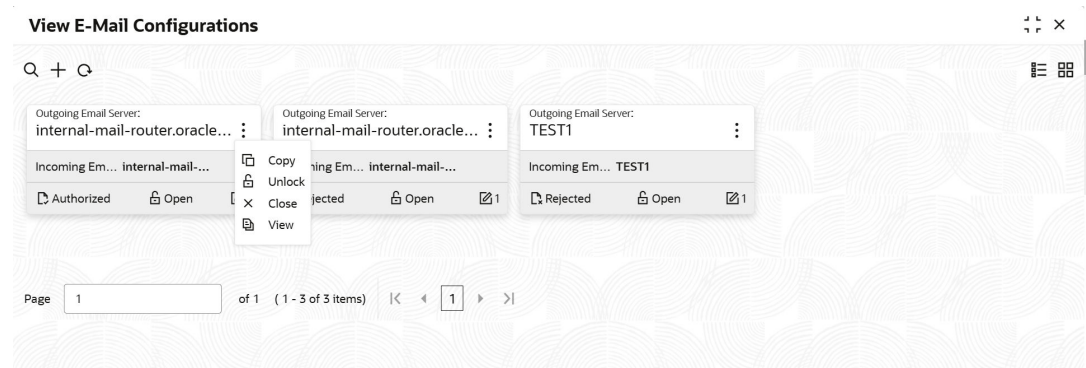 View E-Mail Configurations
Outgoing Email Server:
internal-mail-router.oracle...
Incoming Em... internal-mail-...
Authorized Open
Copy
Unlock
Close
View
Outgoing Email Server:
internal-mail-router.oracle...
Em... internal-mail-...
Open 1
Outgoing Email Server:
TEST1
Incoming Em... TEST1
Rejected Open 1
Page 1 of 1 ( 1 - 3 of 3 items) 1